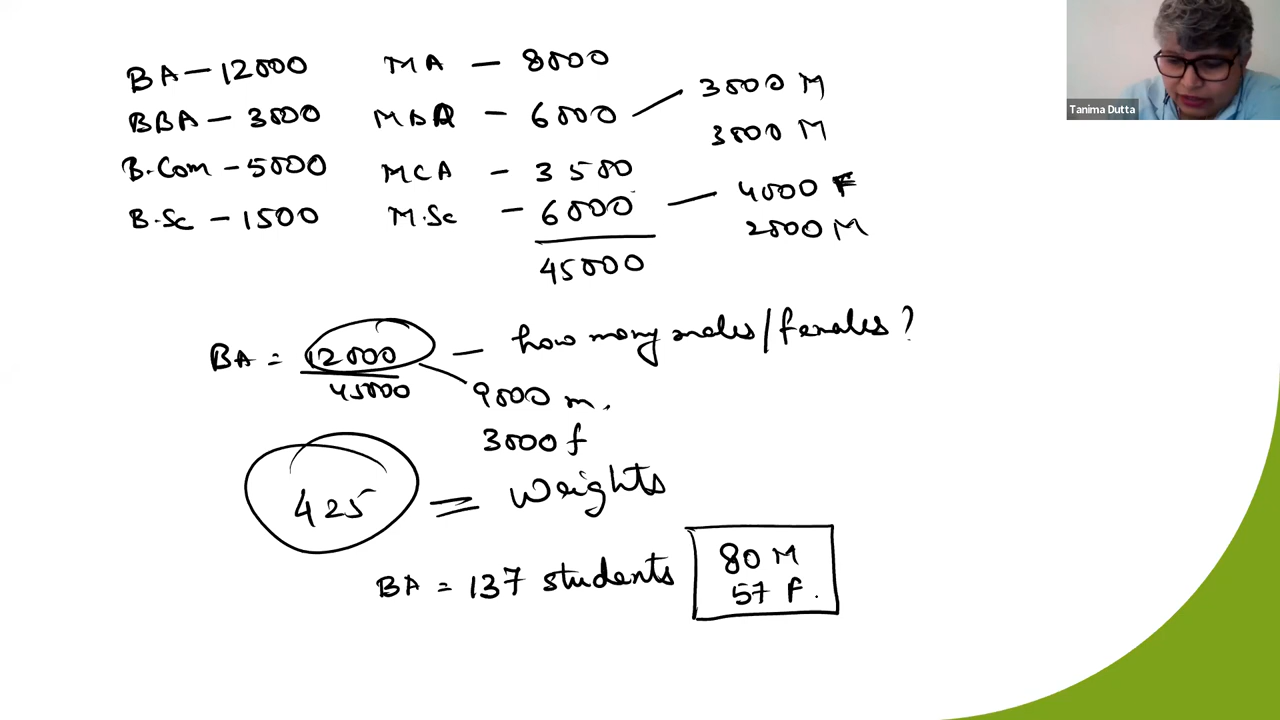 BA - 12000 MA - 8000
BBA - 3000 MBA - 6000 3000 M
3000 M
B.Com - 5000 MCA - 3500
B.Sc - 1500 M.Sc - 6000 4000 F
2000 M
45000
BA = 12000 - how many males/females?
45000
9000 m.
3000 f
425 = Weights
BA = 137 students 80 M
57 F.
Tanima Dutta